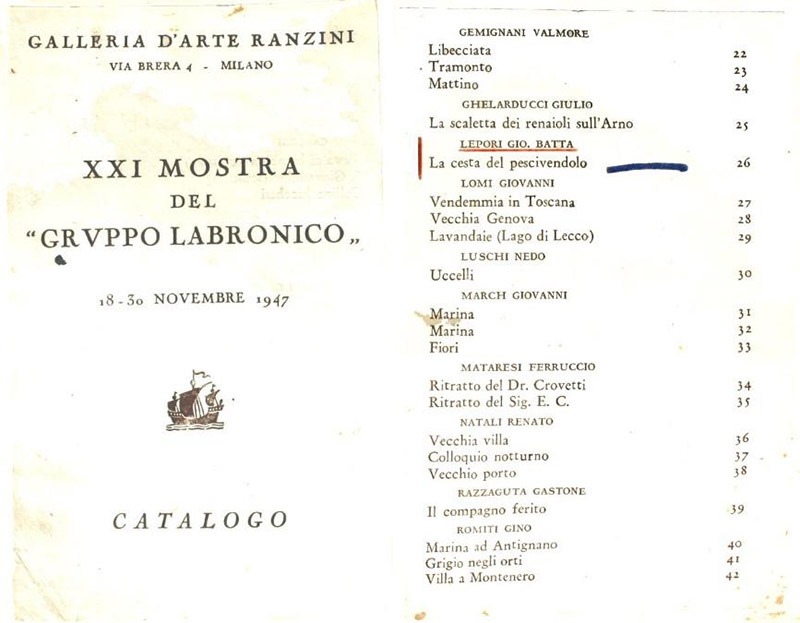 GALLERIA D'ARTE RANZINI
VIA BRERA 4 - MILANO
XXI MOSTRA
DEL
"GRVPPO LABRONICO„
18-30 NOVEMBRE 1947
CATALOGO
GEMIGNANI VALMORE
Libecciata 22
Tramonto 23
Mattino 24
GHELARDUCCI GIULIO
La scaletta dei renaioli sull'Arno 25
LEPORI GIO. BATTA
La cesta del pescivendolo 26
LOMI GIOVANNI
Vendemmia in Toscana 27
Vecchia Genova 28
Lavandaie (Lago di Lecco) 29
LUSCHI NEDO
Uccelli 30
MARCH GIOVANNI
Marina 31
Marina 32
Fiori 33
MATARESI FERRUCCIO
Ritratto del Dr. Crovetti 34
Ritratto del Sig. E. C. 35
NATALI RENATO
Vecchia villa 36
Colloquio notturno 37
Vecchio porto 38
RAZZAGUTA GASTONE
Il compagno ferito 39
ROMITI GINO
Marina ad Antignano 40
Grigio negli orti 41
Villa a Montenero 42